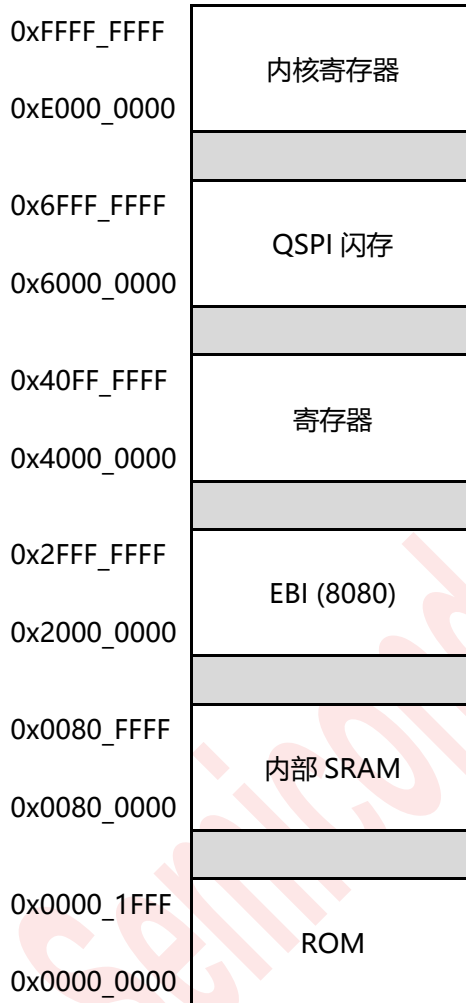 0xFFFF_FFFF
内核寄存器
0xE000_0000
0x6FFF_FFFF
QSPI 闪存
0x6000_0000
0x40FF_FFFF
寄存器
0x4000_0000
0x2FFF_FFFF
EBI (8080)
0x2000_0000
0x0080_FFFF
内部 SRAM
0x0080_0000
0x0000_1FFF
ROM
0x0000_0000
Semicond